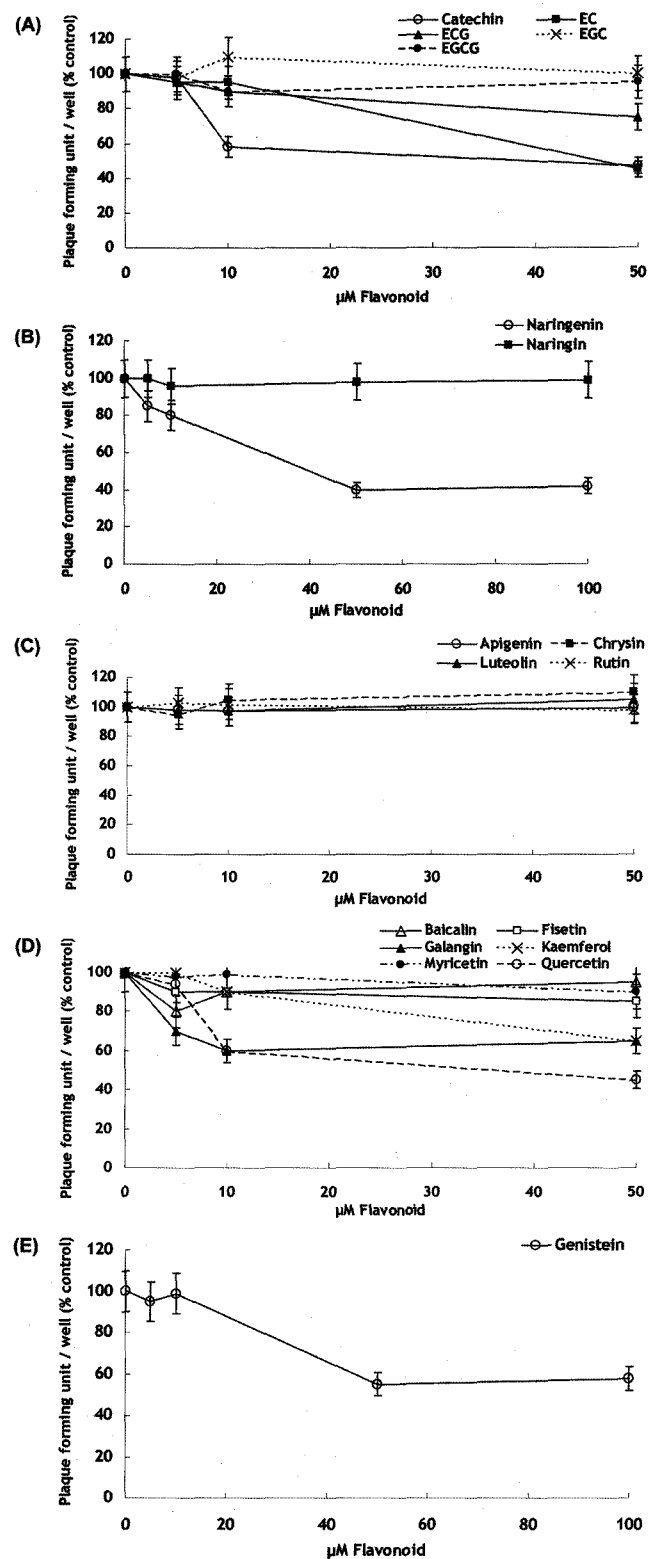 (A)
Catechin EC
ECG EGC
EGCG
Plaque forming unit / well (% control)
120
100
80
60
40
20
0
0 10 20 30 40 50
µM Flavonoid
(B)
Naringenin
Naringin
Plaque forming unit / well (% control)
120
100
80
60
40
20
0
0 20 40 60 80 100
µM Flavonoid
(C)
Apigenin Chrysin
Luteolin Rutin
Plaque forming unit / well (% control)
120
100
80
60
40
20
0
0 10 20 30 40 50
µM Flavonoid
(D)
Baicalin Fisetin
Galangin Kaemferol
Myricetin Quercetin
Plaque forming unit / well (% control)
100
80
60
40
20
0
0 10 20 30 40 50
µM Flavonoid
(E)
Genistein
Plaque forming unit / well (% control)
120
100
80
60
40
20
0
0 20 40 60 80 100
µM Flavonoid